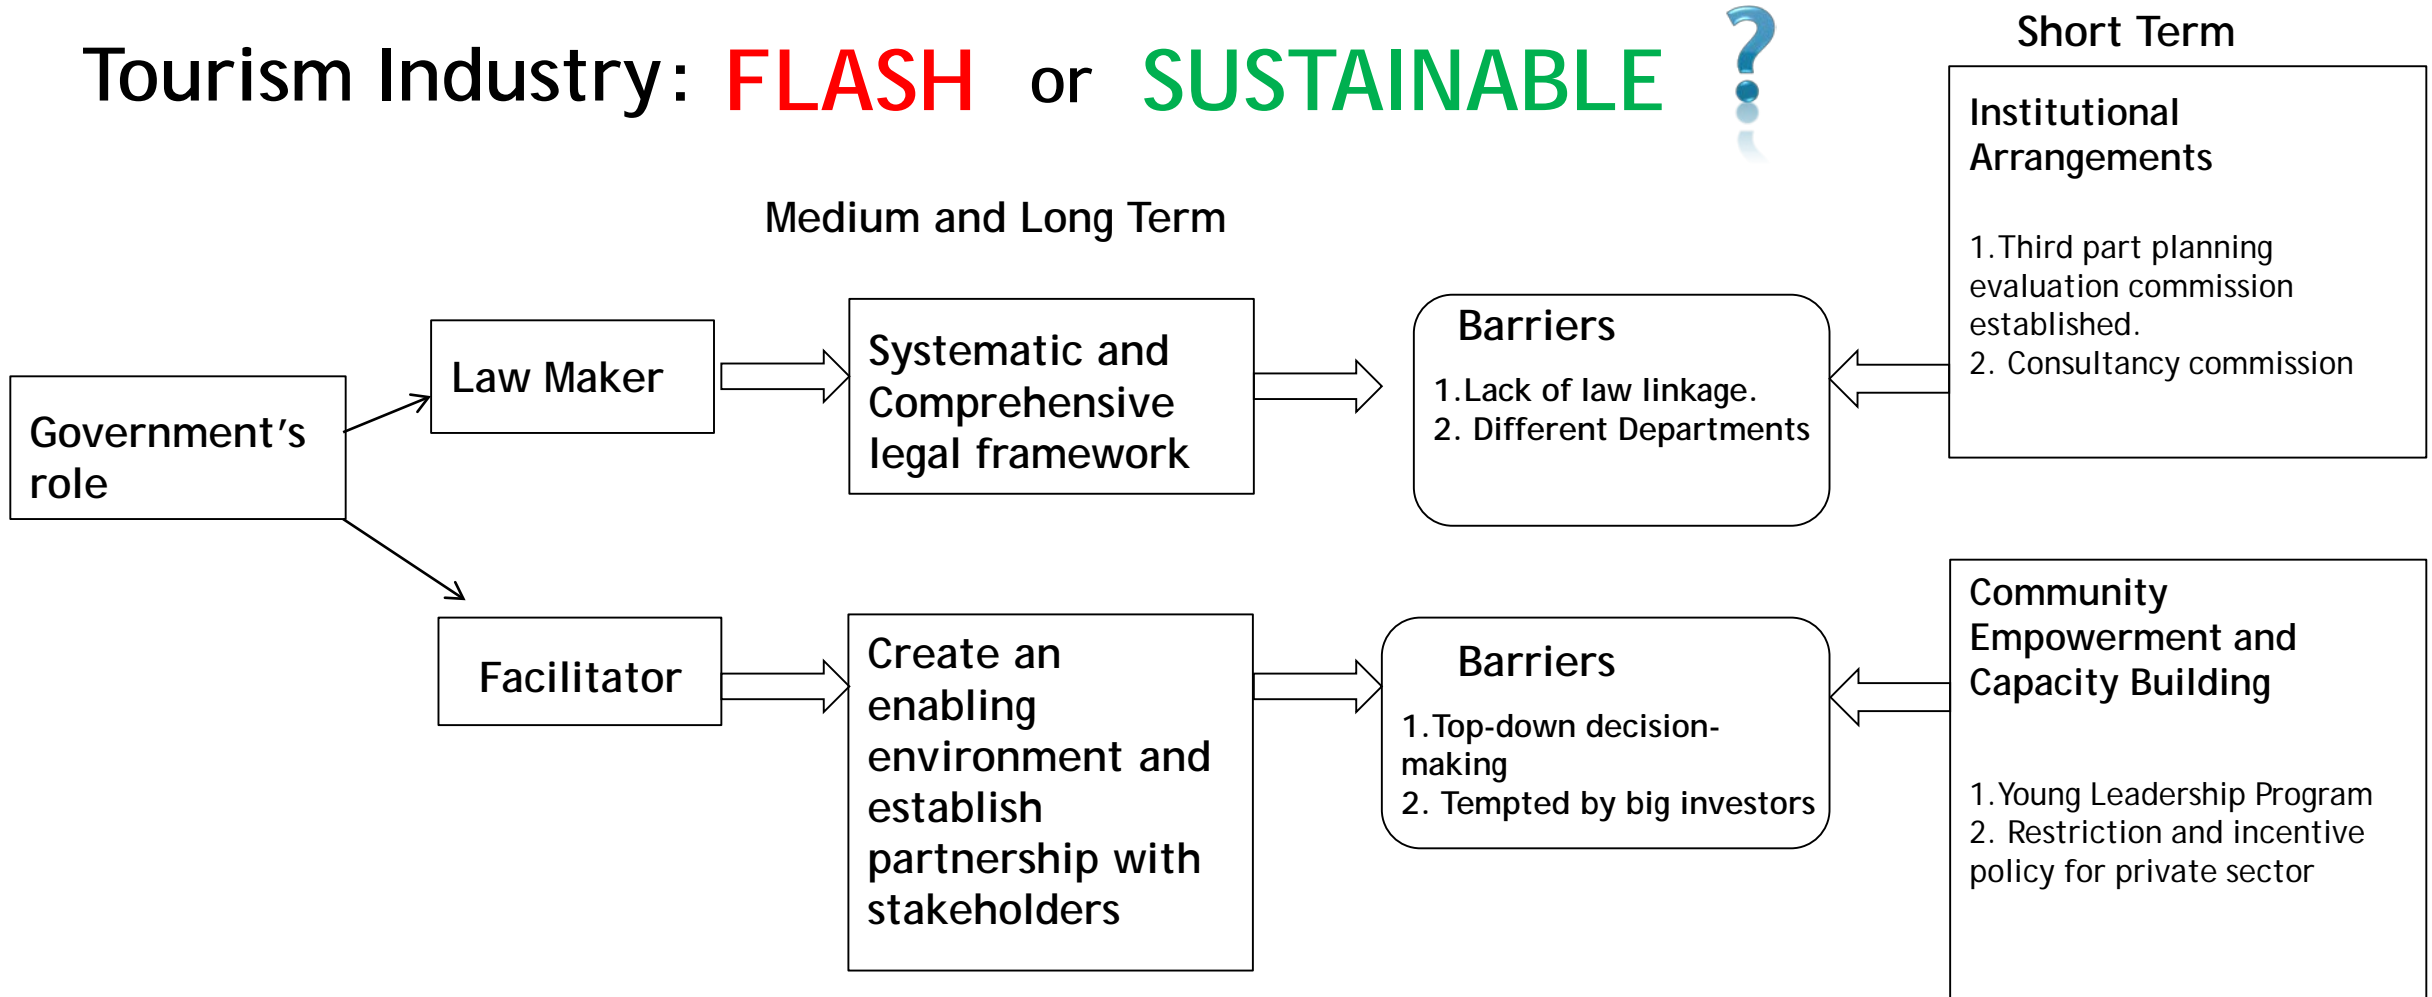 Tourism Industry: FLASH or SUSTAINABLE ?
Short Term
Institutional
Arrangements
1.Third part planning
evaluation commission
established.
2. Consultancy commission
Medium and Long Term
Government's
role
Law Maker
Systematic and
Comprehensive
legal framework
Barriers
1.Lack of law linkage.
2. Different Departments
Facilitator
Create an
enabling
environment and
establish
partnership with
stakeholders
Barriers
1.Top-down decision-
making
2. Tempted by big investors
Community
Empowerment and
Capacity Building
1.Young Leadership Program
2. Restriction and incentive
policy for private sector